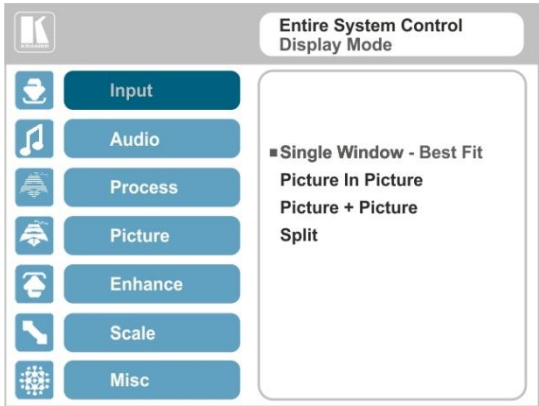 KRAMER
Entire System Control
Display Mode
Input
Audio
Process
Picture
Enhance
Scale
Misc
Single Window - Best Fit
Picture In Picture
Picture + Picture
Split